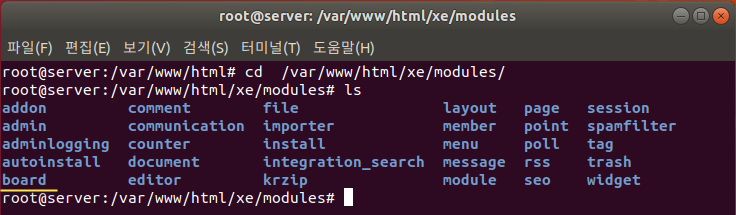 root@server: /var/www/html/xe/modules
파일(F) 편집(E) 보기(V) 검색(S) 터미널(T) 도움말(H)
root@server:/var/www/html# cd  /var/www/html/xe/modules/
root@server:/var/www/html/xe/modules# ls
addon comment file layout page session
admin communication importer member point spamfilter
adminlogging counter install menu poll tag
autoinstall document integration_search message rss trash
board editor krzip module seo widget
root@server:/var/www/html/xe/modules#